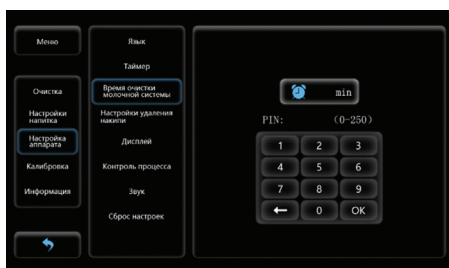 Меню
Очистка
Настройки
напитка
Настройка
аппарата
Калибровка
Информация
Язык
Таймер
Время очистки
молочной системы
Настройки удаления
накипи
Дисплей
Контроль процесса
Звук
Сброс настроек
min
PIN: (0-250)
1 2 3
4 5 6
7 8 9
← 0 OK